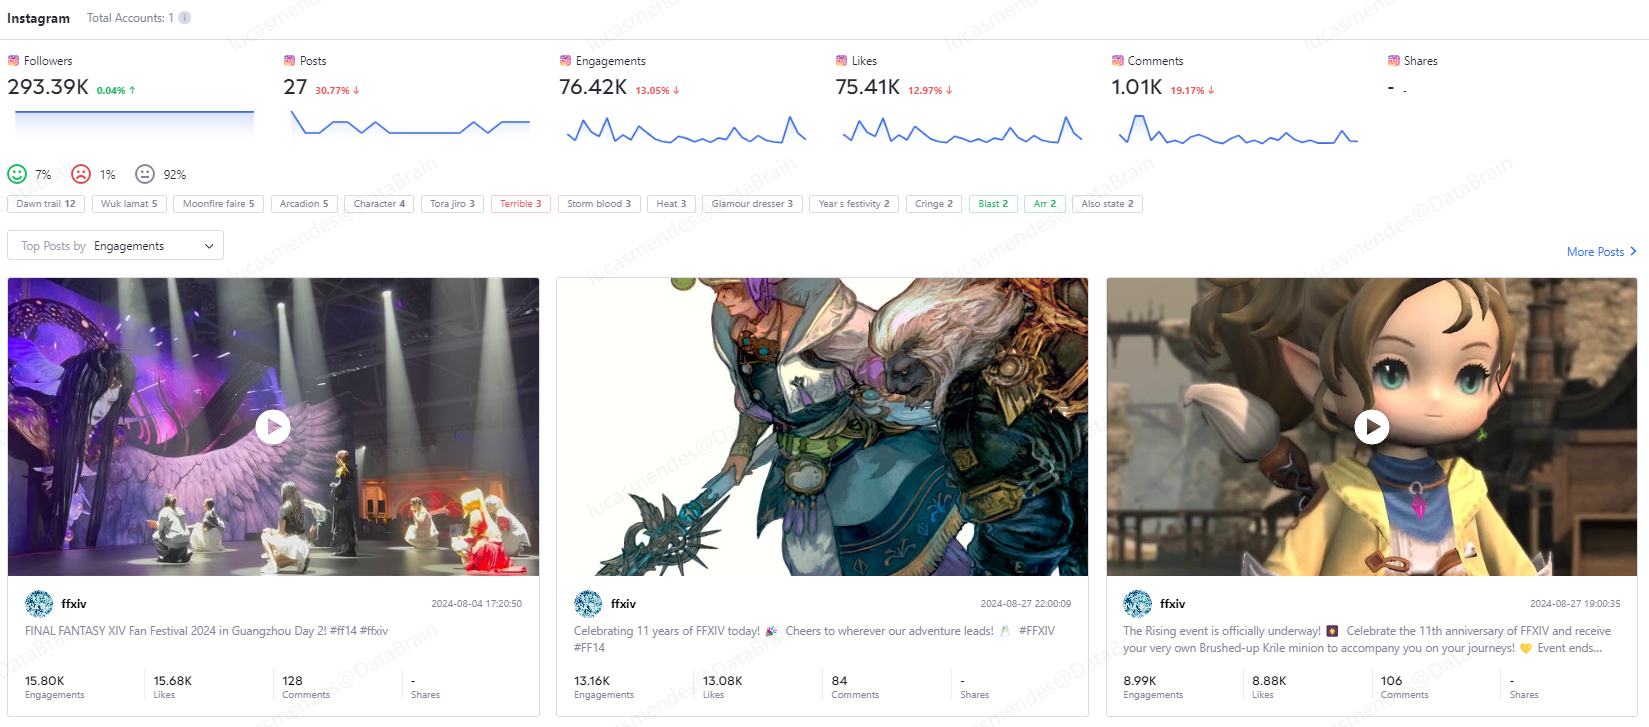 Instagram Total Accounts: 1
Followers Posts Engagements Likes Comments Shares
293.39K 0.04% ↑ 27 30.77% ↓ 76.42K 13.05% ↓ 75.41K 12.97% ↓ 1.01K 19.17% ↓ - -
7% 1% 92%
Dawn trail 12 Wuk lamat 5 Moonfire faire 5 Arcadion 5 Character 4 Tora jiro 3 Terrible 3 Storm blood 3 Heat 3 Glamour dresser 3 Year s festivity 2 Cringe 2 Blast 2 Arr 2 Also state 2
Top Posts by Engagements
More Posts
ffxiv 2024-08-04 17:20:50
FINAL FANTASY XIV Fan Festival 2024 in Guangzhou Day 2! #ff14 #ffxiv
15.80K 15.68K 128 -
Engagements Likes Comments Shares
ffxiv 2024-08-27 22:00:09
Celebrating 11 years of FFXIV today! 🎉 Cheers to wherever our adventure leads! 🥂 #FFXIV
#FF14
13.16K 13.08K 84 -
Engagements Likes Comments Shares
ffxiv 2024-08-27 19:00:35
The Rising event is officially underway! 🎇 Celebrate the 11th anniversary of FFXIV and receive
your very own Brushed-up Krile minion to accompany you on your journeys! 💛 Event ends...
8.99K 8.88K 106 -
Engagements Likes Comments Shares
lucasmendes@DataBrain